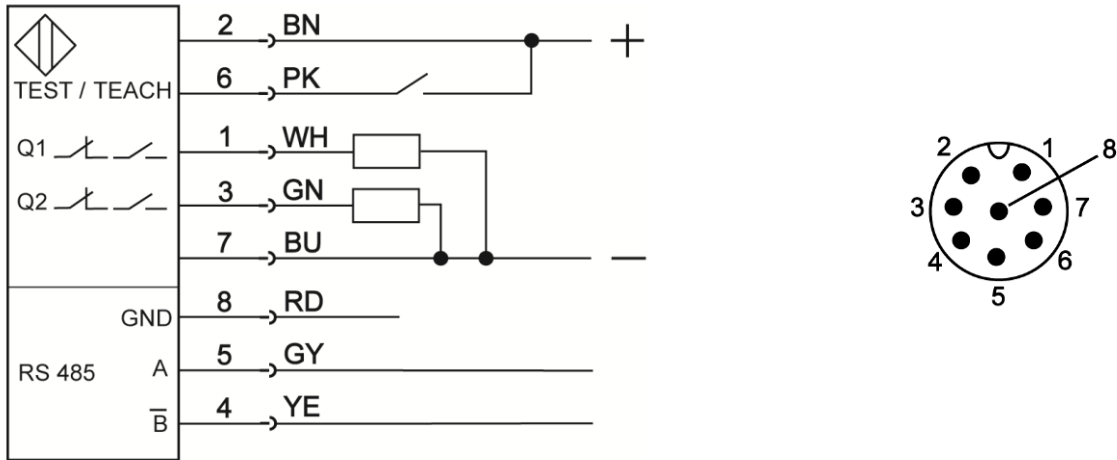 2 BN +
6 PK
TEST / TEACH
Q1 1 WH
Q2 3 GN
7 BU −
GND 8 RD
RS 485 A 5 GY
B̅ 4 YE
2 1 8
3 7
4 6
5